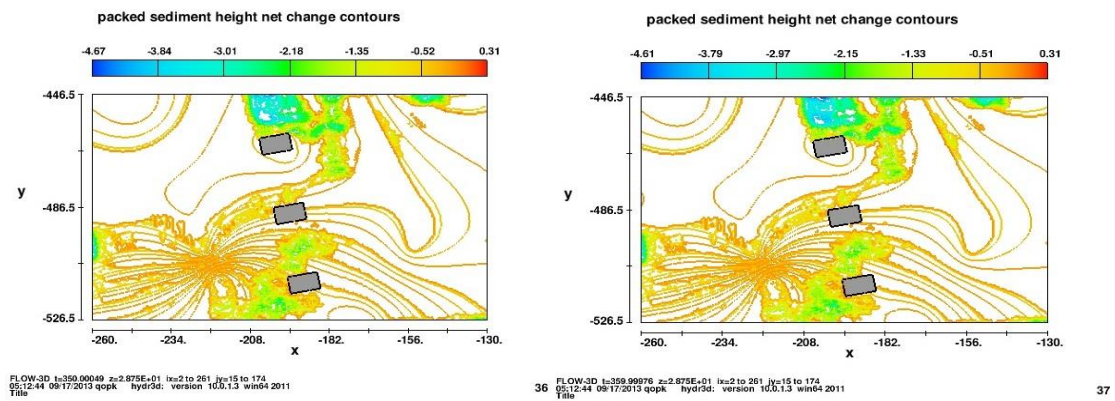 packed sediment height net change contours
-4.67 -3.84 -3.01 -2.18 -1.35 -0.52 0.31
-446.5
y
-486.5
-526.5
-260. -234. -208. -182. -156. -130.
x
FLOW-3D t=350.00049 z=2.875E+01 ix=2 to 261 jy=15 to 174
05:12:44 09/17/2013 qopk hydr3d: version 10.0.1.3 win64 2011
Title
36
packed sediment height net change contours
-4.61 -3.79 -2.97 -2.15 -1.33 -0.51 0.31
-446.5
y
-486.5
-526.5
-260. -234. -208. -182. -156. -130.
x
FLOW-3D t=359.99976 z=2.875E+01 ix=2 to 261 jy=15 to 174
05:12:44 09/17/2013 qopk hydr3d: version 10.0.1.3 win64 2011
Title
37